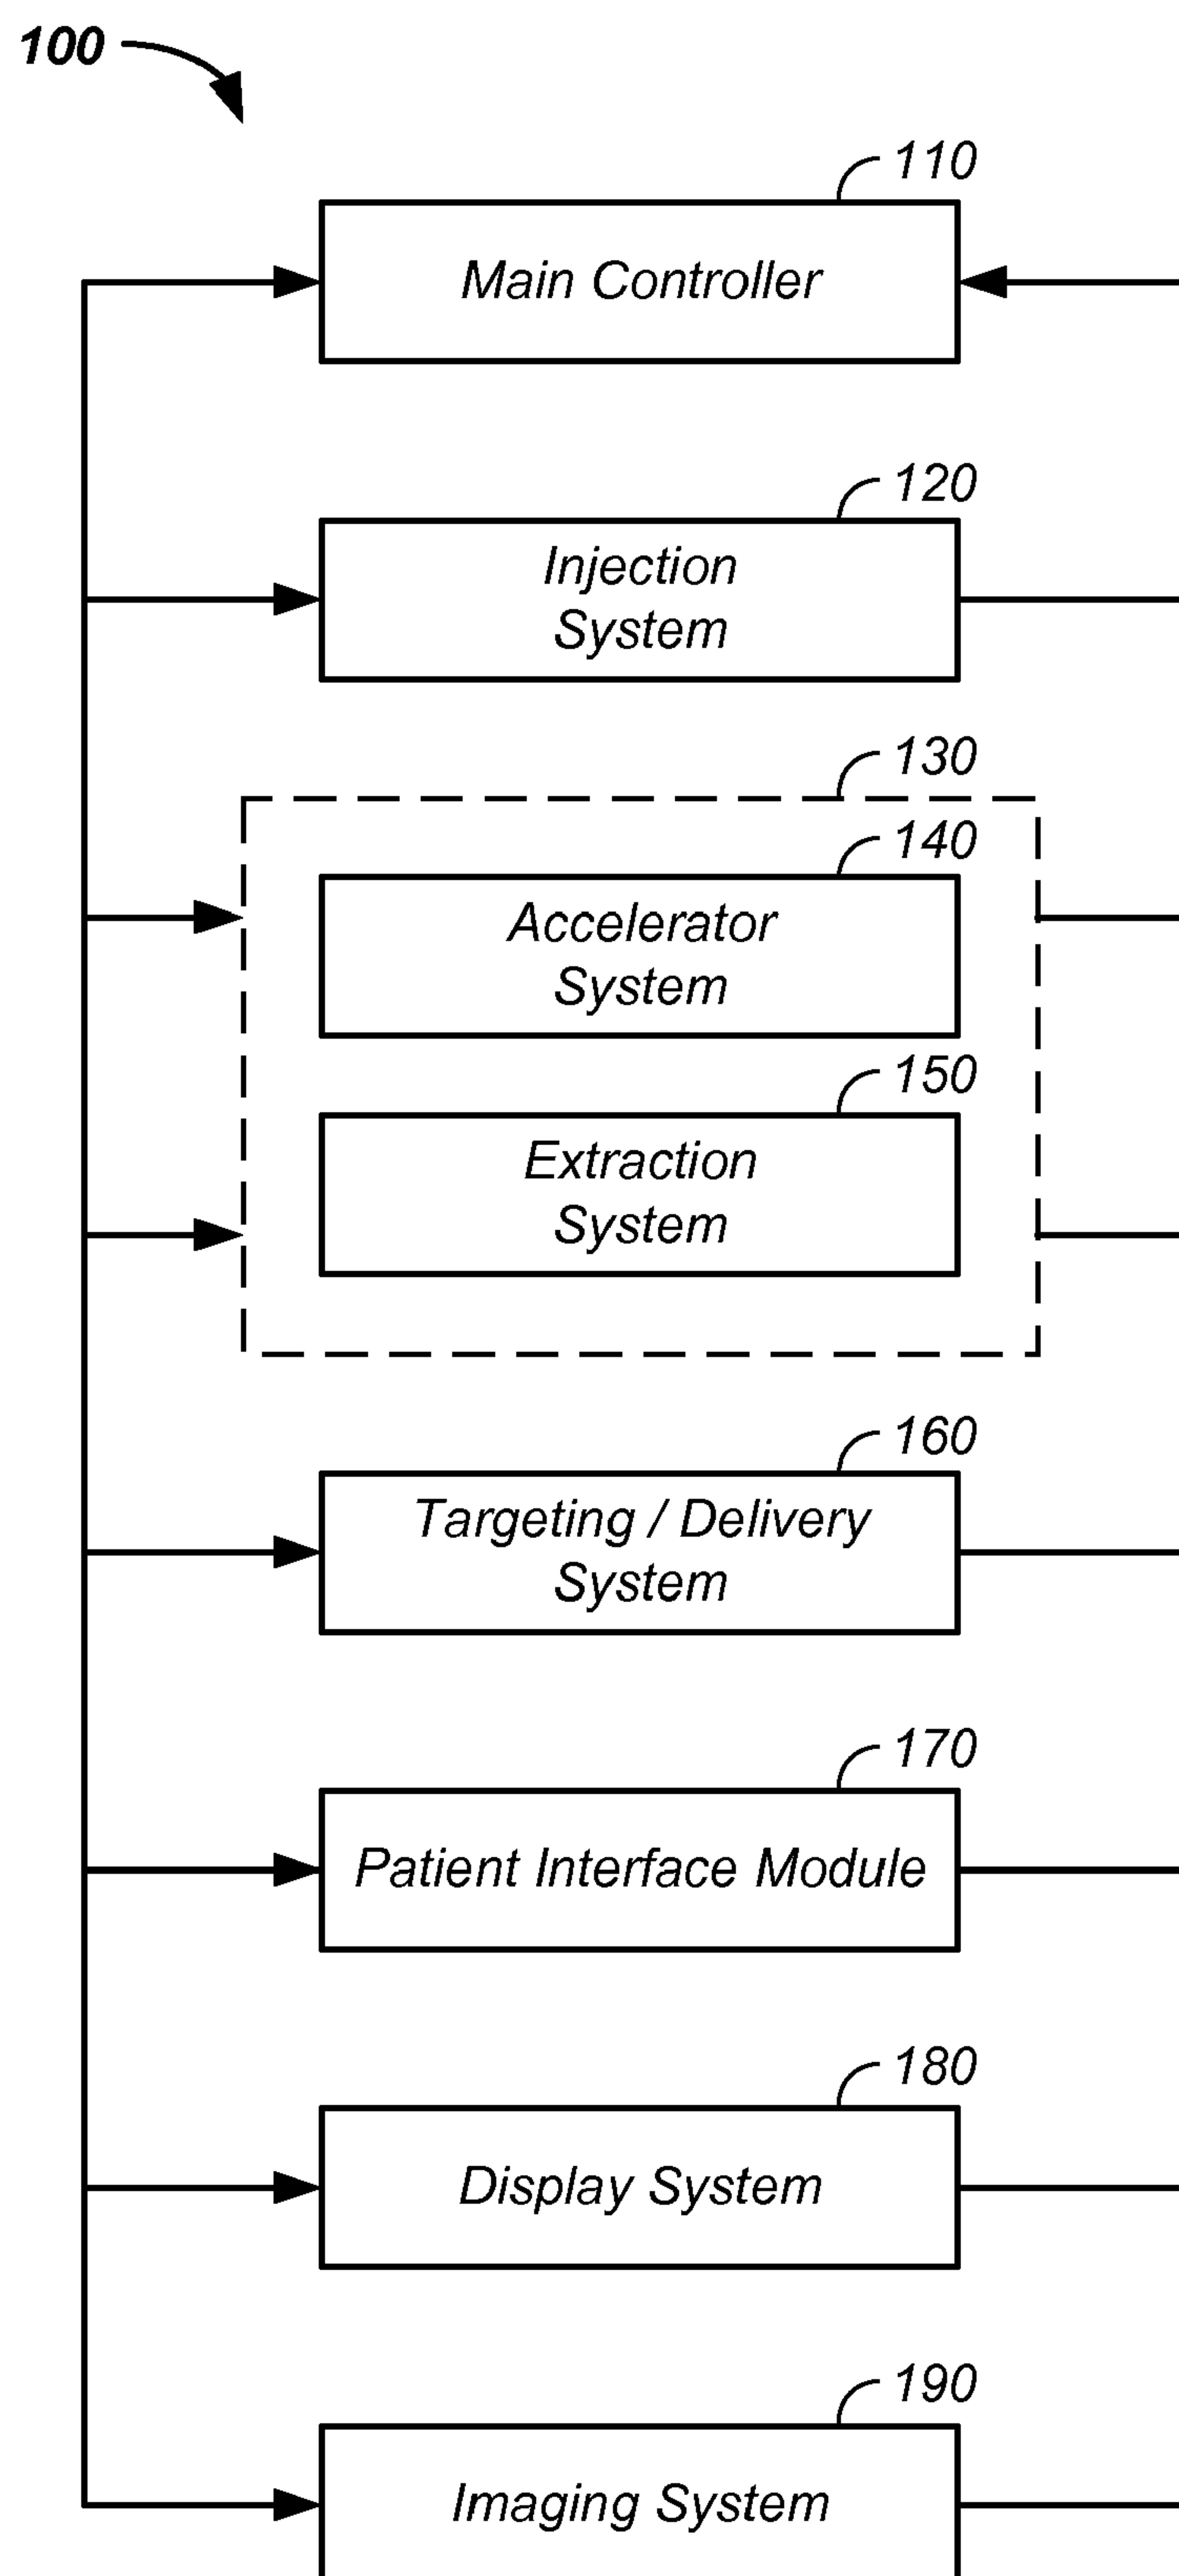 100
110
Main Controller
120
Injection
System
130
140
Accelerator
System
150
Extraction
System
160
Targeting / Delivery
System
170
Patient Interface Module
180
Display System
190
Imaging System